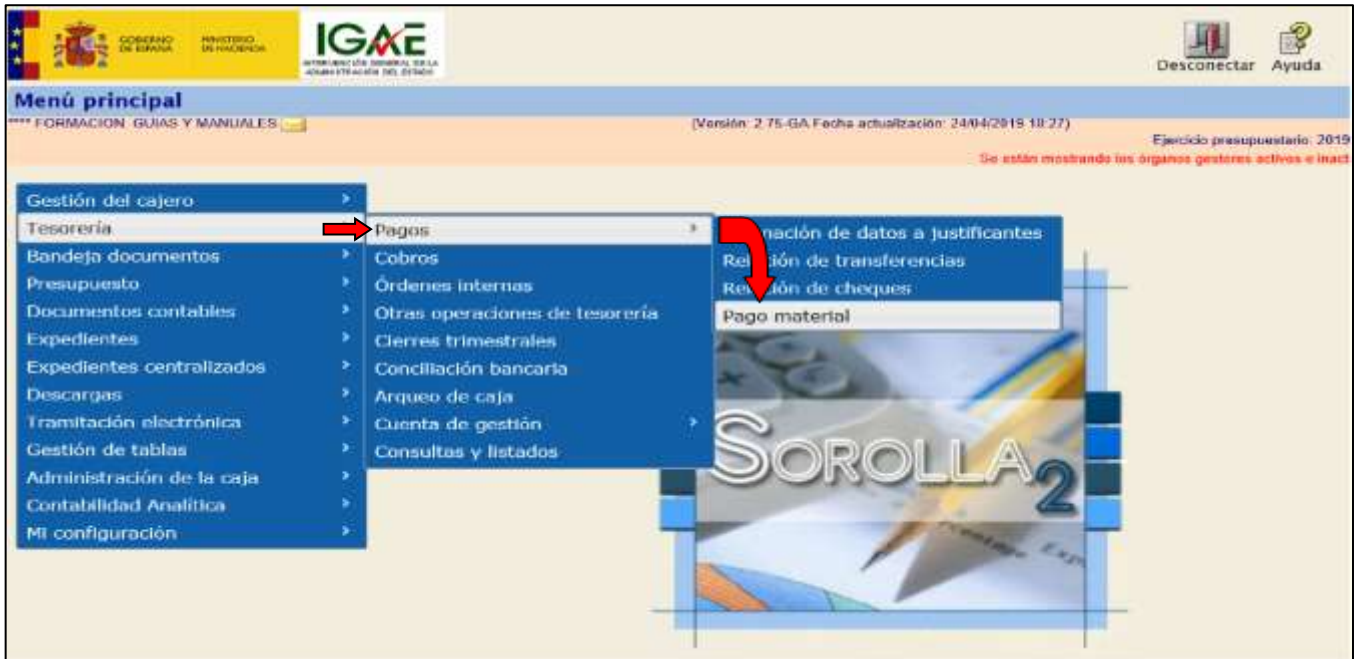 GOBIERNO DE ESPAÑA
MINISTERIO DE HACIENDA
IGAE
INTERVENCIÓN GENERAL DE LA
ADMINISTRACIÓN DEL ESTADO
Desconectar
Ayuda
Menú principal
**** FORMACION GUIAS Y MANUALES
(Versión: 2.75-GA Fecha actualización: 24/04/2019 10:27)
Ejercicio presupuestario: 2019
Se están mostrando los órganos gestores activos e inact
Gestión del cajero
Tesorería
Bandeja documentos
Presupuesto
Documentos contables
Expedientes
Expedientes centralizados
Descargas
Tramitación electrónica
Gestión de tablas
Administración de la caja
Contabilidad Analítica
Mi configuración
Pagos
Cobros
Órdenes internas
Otras operaciones de tesorería
Cierres trimestrales
Conciliación bancaria
Arqueo de caja
Cuenta de gestión
Consultas y listados
nación de datos a justificantes
Relación de transferencias
Relación de cheques
Pago material
SOROLLA2